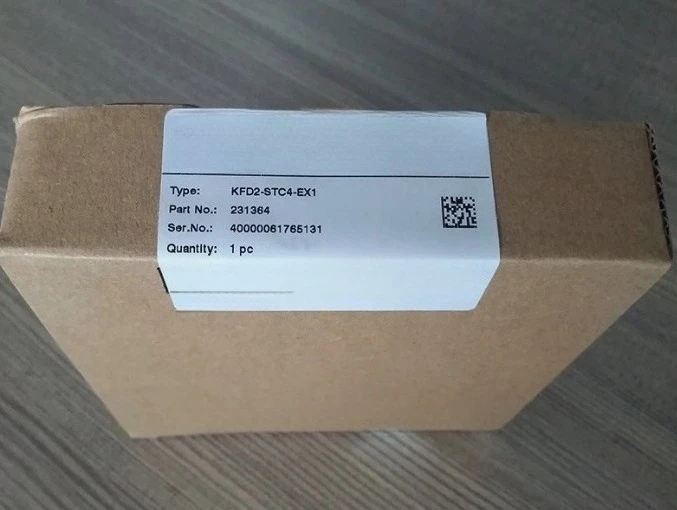 Type: KFD2-STC4-EX1
Part No.: 231364
Ser.No.: 40000061765131
Quantity: 1 pc